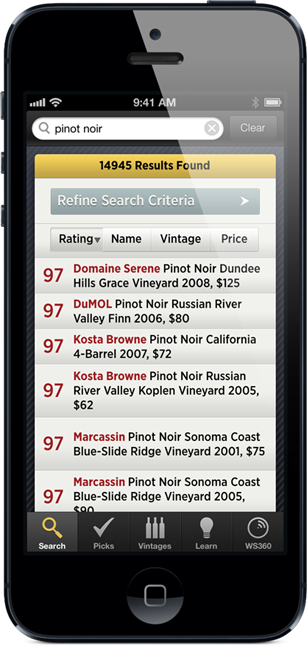 9:41 AM
pinot noir
Clear
14945 Results Found
Refine Search Criteria
Rating Name Vintage Price
97 Domaine Serene Pinot Noir Dundee
Hills Grace Vineyard 2008, $125
97 DuMOL Pinot Noir Russian River
Valley Finn 2006, $80
97 Kosta Browne Pinot Noir California
4-Barrel 2007, $72
97 Kosta Browne Pinot Noir Russian
River Valley Koplen Vineyard 2005,
$62
97 Marcassin Pinot Noir Sonoma Coast
Blue-Slide Ridge Vineyard 2001, $75
97 Marcassin Pinot Noir Sonoma Coast
Blue-Slide Ridge Vineyard 2005,
$90
Search Picks Vintages Learn WS360